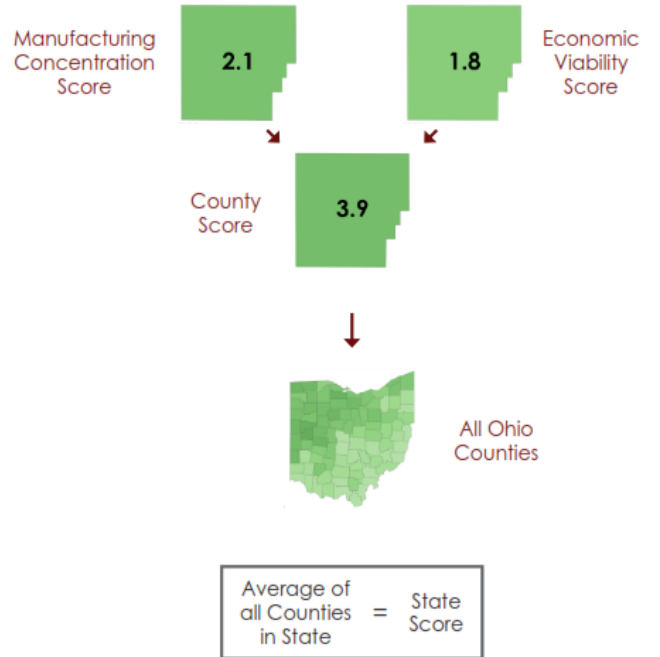 Manufacturing
Concentration
Score
2.1
1.8
Economic
Viability
Score
County
Score
3.9
All Ohio
Counties
Average of
all Counties
in State
=
State
Score